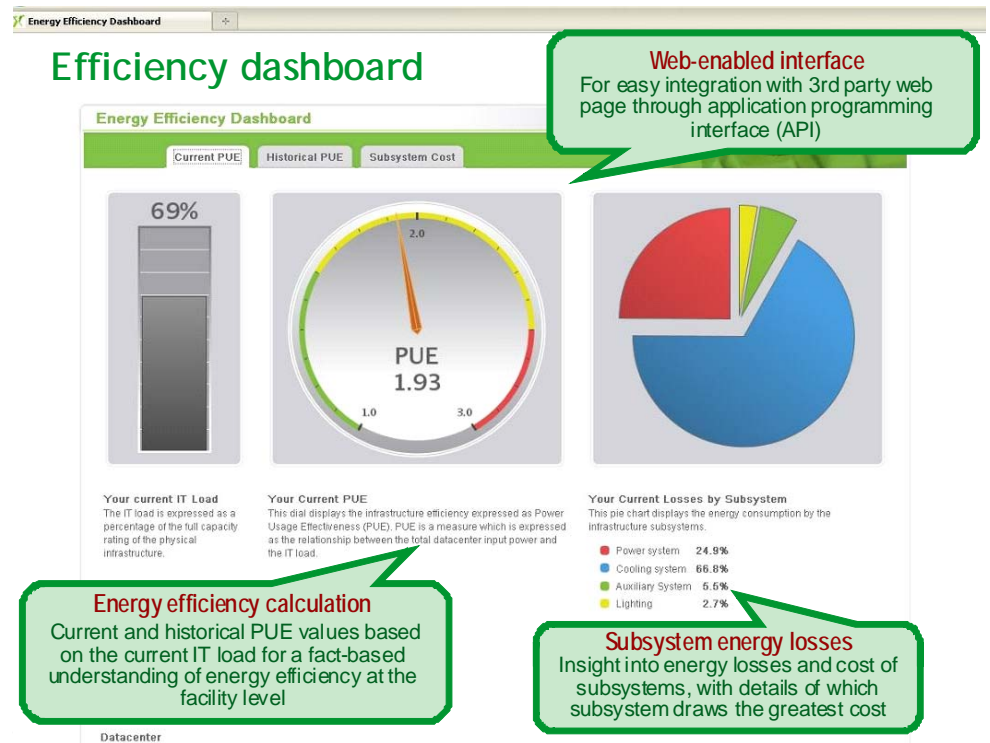 Energy Efficiency Dashboard
Efficiency dashboard
Web-enabled interface
For easy integration with 3rd party web
page through application programming
interface (API)
Energy Efficiency Dashboard
Current PUE
Historical PUE
Subsystem Cost
69%
2.0
PUE
1.93
1.0
3.0
Your current IT Load
The IT load is expressed as a
percentage of the full capacity
rating of the physical
infrastructure.
Your Current PUE
This dial displays the infrastructure efficiency expressed as Power
Usage Effectiveness (PUE). PUE is a measure which is expressed
as the relationship between the total datacenter input power and
the IT load.
Your Current Losses by Subsystem
This pie chart displays the energy consumption by the
infrastructure subsystems.
Power system 24.9%
Cooling system 66.8%
Auxiliary System 5.5%
Lighting 2.7%
Energy efficiency calculation
Current and historical PUE values based
on the current IT load for a fact-based
understanding of energy efficiency at the
facility level
Subsystem energy losses
Insight into energy losses and cost of
subsystems, with details of which
subsystem draws the greatest cost
Datacenter